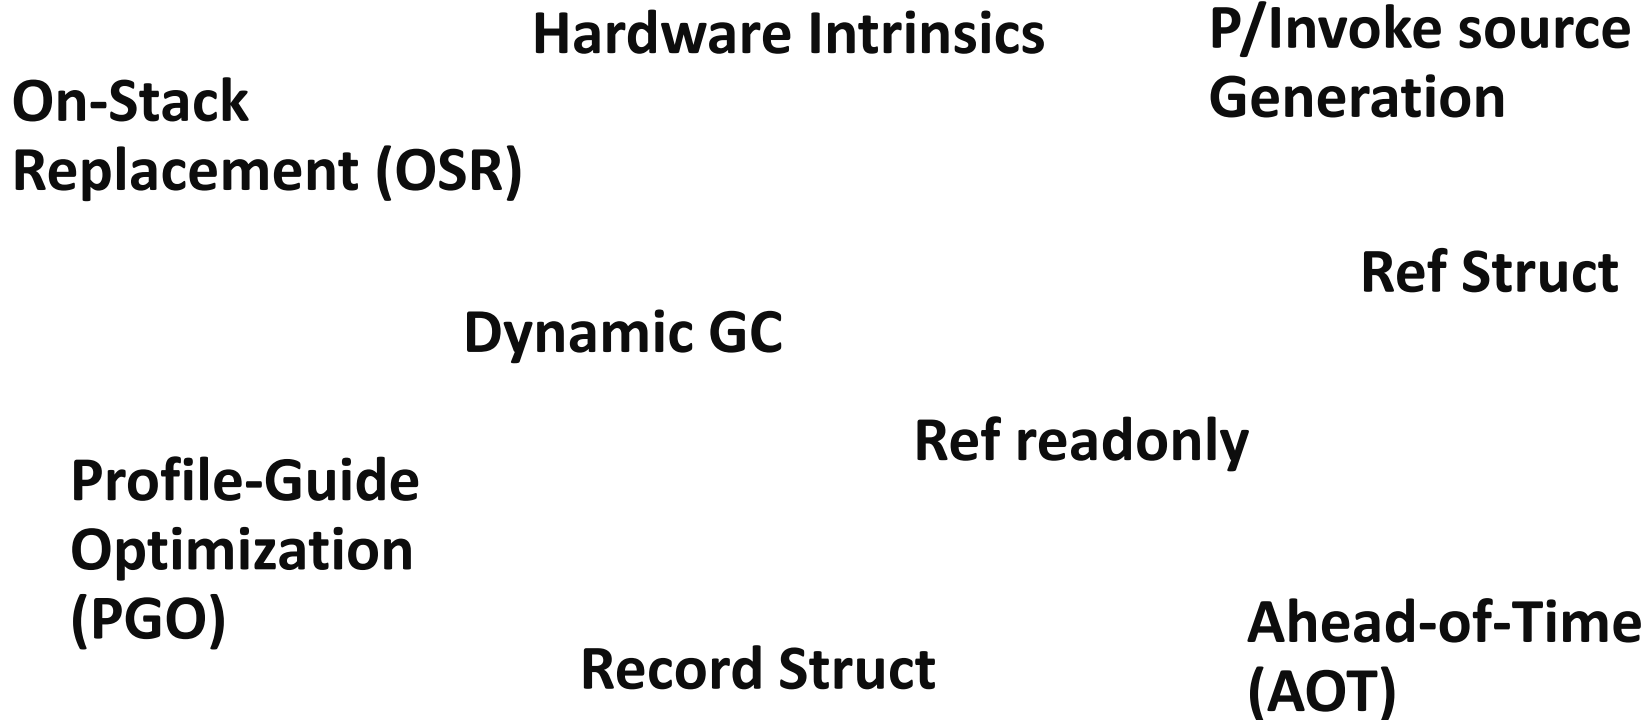 Hardware Intrinsics
P/Invoke source
Generation
On-Stack
Replacement (OSR)
Ref Struct
Dynamic GC
Ref readonly
Profile-Guide
Optimization
(PGO)
Record Struct
Ahead-of-Time
(AOT)